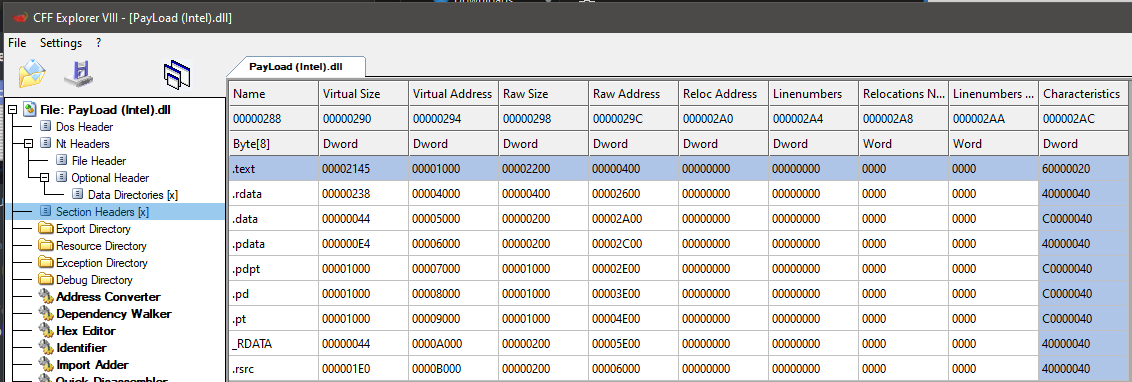 Downloads
CFF Explorer VIII - [PayLoad (Intel).dll]
File Settings ?
PayLoad (Intel).dll
File: PayLoad (Intel).dll
Dos Header
Nt Headers
File Header
Optional Header
Data Directories [x]
Section Headers [x]
Export Directory
Resource Directory
Exception Directory
Debug Directory
Address Converter
Dependency Walker
Hex Editor
Identifier
Import Adder
Quick Disassembler
Name Virtual Size Virtual Address Raw Size Raw Address Reloc Address Linenumbers Relocations N... Linenumbers ... Characteristics
00000288 00000290 00000294 00000298 0000029C 000002A0 000002A4 000002A8 000002AA 000002AC
Byte[8] Dword Dword Dword Dword Dword Dword Word Word Dword
.text 00002145 00001000 00002200 00000400 00000000 00000000 0000 0000 60000020
.rdata 00000238 00004000 00000400 00002600 00000000 00000000 0000 0000 40000040
.data 00000044 00005000 00000200 00002A00 00000000 00000000 0000 0000 C0000040
.pdata 000000E4 00006000 00000200 00002C00 00000000 00000000 0000 0000 40000040
.pdpt 00001000 00007000 00001000 00002E00 00000000 00000000 0000 0000 C0000040
.pd 00001000 00008000 00001000 00003E00 00000000 00000000 0000 0000 C0000040
.pt 00001000 00009000 00001000 00004E00 00000000 00000000 0000 0000 C0000040
_RDATA 00000044 0000A000 00000200 00005E00 00000000 00000000 0000 0000 40000040
.rsrc 000001E0 0000B000 00000200 00006000 00000000 00000000 0000 0000 40000040